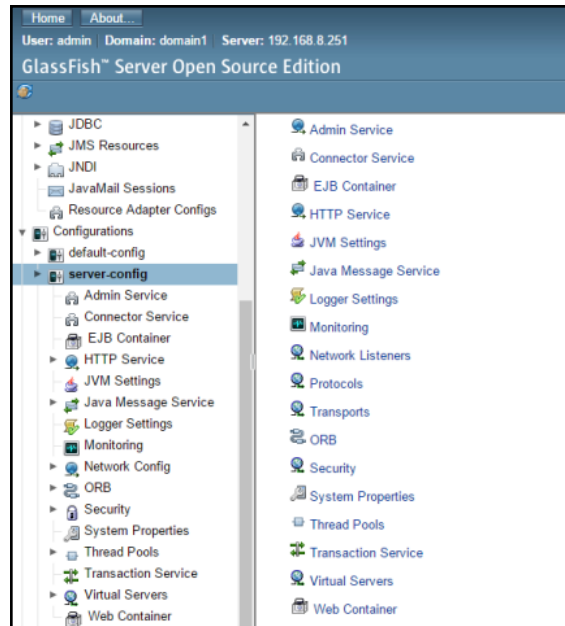 Home About...
User: admin Domain: domain1 Server: 192.168.8.251
GlassFish™ Server Open Source Edition
JDBC
JMS Resources
JNDI
JavaMail Sessions
Resource Adapter Configs
Configurations
default-config
server-config
Admin Service
Connector Service
EJB Container
HTTP Service
JVM Settings
Java Message Service
Logger Settings
Monitoring
Network Config
ORB
Security
System Properties
Thread Pools
Transaction Service
Virtual Servers
Web Container
Admin Service
Connector Service
EJB Container
HTTP Service
JVM Settings
Java Message Service
Logger Settings
Monitoring
Network Listeners
Protocols
Transports
ORB
Security
System Properties
Thread Pools
Transaction Service
Virtual Servers
Web Container